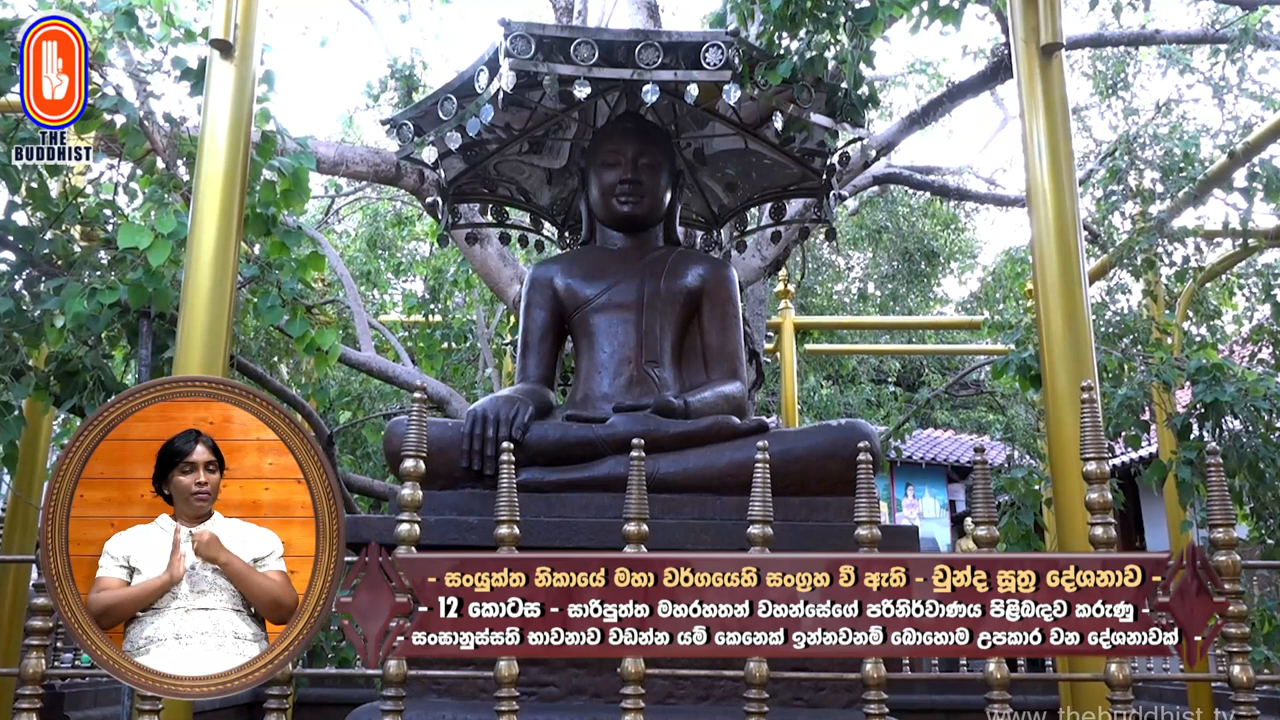 THE
BUDDHIST
- සංයුක්ත නිකායේ මහා වර්ගයෙහි සංග්‍රහ වී ඇති - චුන්ද සූත්‍ර දේශනාව -
- 12 කොටස - සාරිපුත්ත මහරහතන් වහන්සේගේ පරිනිර්වාණය පිළිබඳව කරුණු -
- සංඝානුස්සති භාවනාව වඩන්න යම් කෙනෙක් ඉන්නවනම් බොහොම උපකාර වන දේශනාවක් -
www.thebuddhist.tv